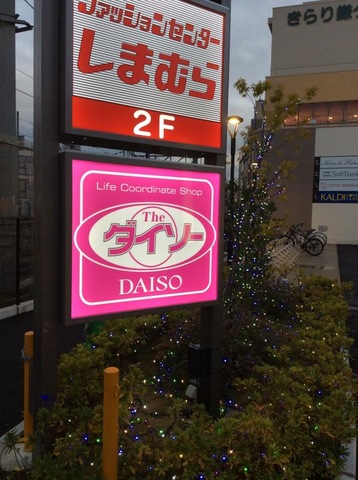 ファッションセンター
しまむら
2F
Life Coordinate Shop
The
ダイソー
DAISO
きらり鎌
SoftBank
KALDI